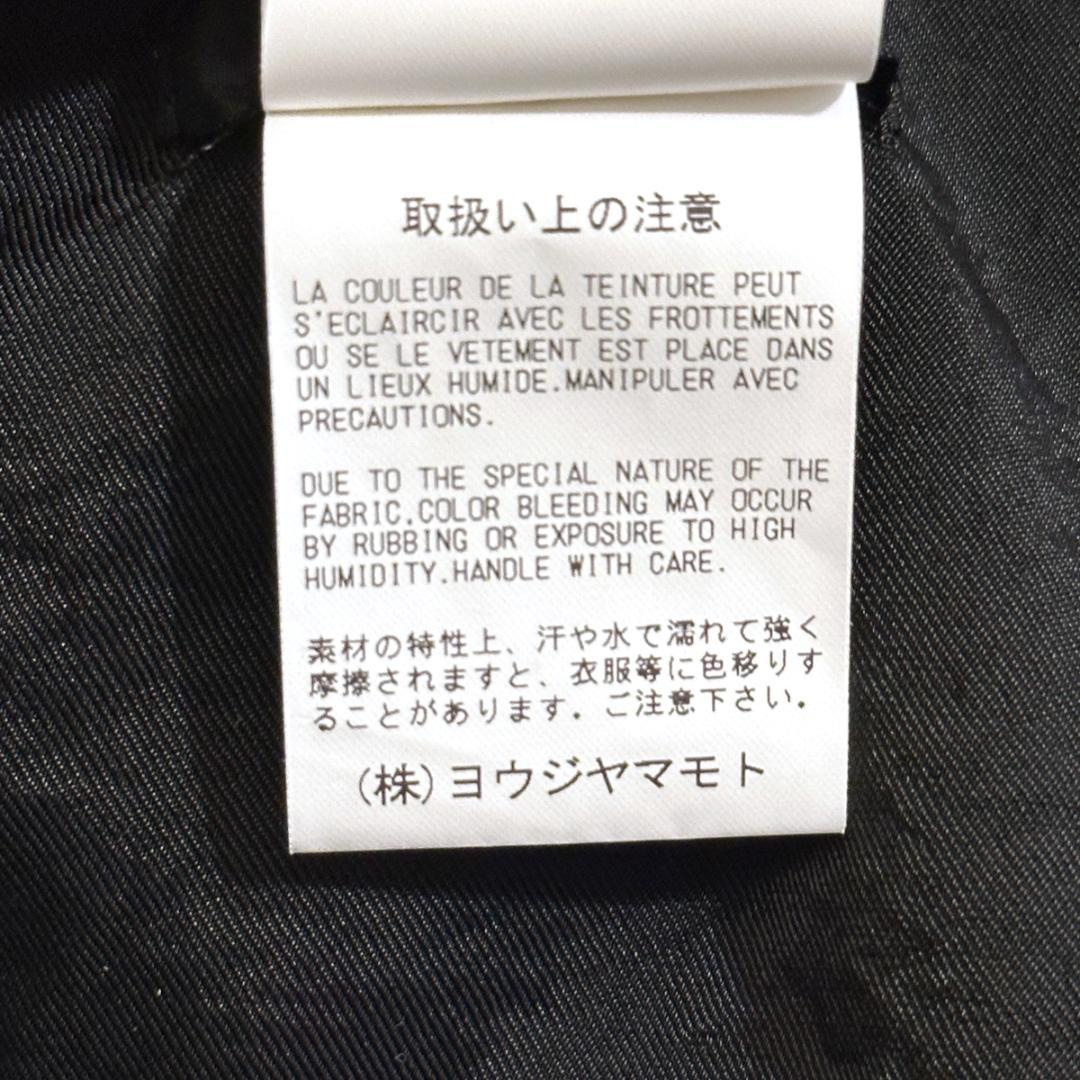 取扱い上の注意
LA COULEUR DE LA TEINTURE PEUT
S'ECLAIRCIR AVEC LES FROTTEMENTS
OU SE LE VETEMENT EST PLACE DANS
UN LIEUX HUMIDE.MANIPULER AVEC
PRECAUTIONS.
DUE TO THE SPECIAL NATURE OF THE
FABRIC,COLOR BLEEDING MAY OCCUR
BY RUBBING OR EXPOSURE TO HIGH
HUMIDITY.HANDLE WITH CARE.
素材の特性上、汗や水で濡れて強く
摩擦されますと、衣服等に色移りす
ることがあります。ご注意下さい。
(株)ヨウジヤマモト